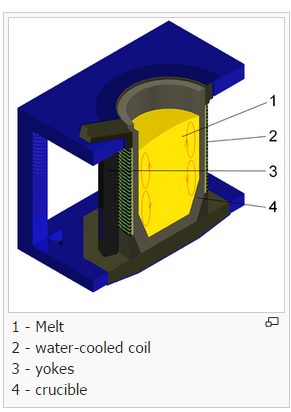 1
2
3
4
1 - Melt
2 - water-cooled coil
3 - yokes
4 - crucible